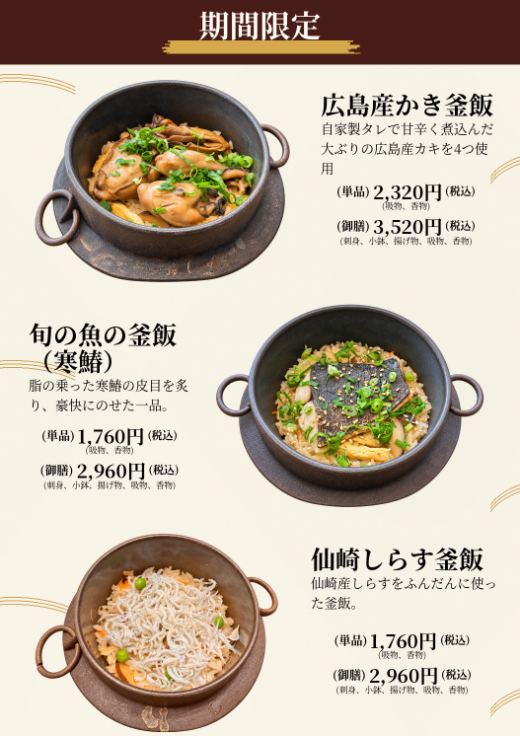 期間限定
広島産かき釜飯
自家製タレで甘辛く煮込んだ
大ぶりの広島産カキを4つ使
用
(単品) 2,320円 (税込)
(吸物、香物)
(御膳) 3,520円 (税込)
(刺身、小鉢、揚げ物、吸物、香物)
旬の魚の釜飯
（寒鰆）
脂の乗った寒鰆の皮目を炙
り、豪快にのせた一品。
(単品) 1,760円 (税込)
(吸物、香物)
(御膳) 2,960円 (税込)
(刺身、小鉢、揚げ物、吸物、香物)
仙崎しらす釜飯
仙崎産しらすをふんだんに使っ
た釜飯。
(単品) 1,760円 (税込)
(吸物、香物)
(御膳) 2,960円 (税込)
(刺身、小鉢、揚げ物、吸物、香物)